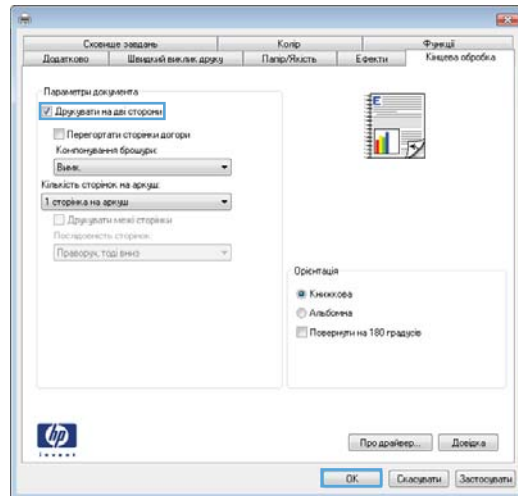 Сховище завдань Колір Функції
Додатково Швидкий виклик друку Папір/Якість Ефекти Кінцева обробка
Параметри документа
Друкувати на дві сторони
Перегортати сторінки догори
Компонування брошури:
Вимк.
Кількість сторінок на аркуш:
1 сторінка на аркуш
Друкувати межі сторінки
Послідовність сторінок:
Праворуч, тоді вниз
Орієнтація
Книжкова
Альбомна
Повернути на 180 градусів
hp
invent
Про драйвер... Довідка
OK Скасувати Застосувати